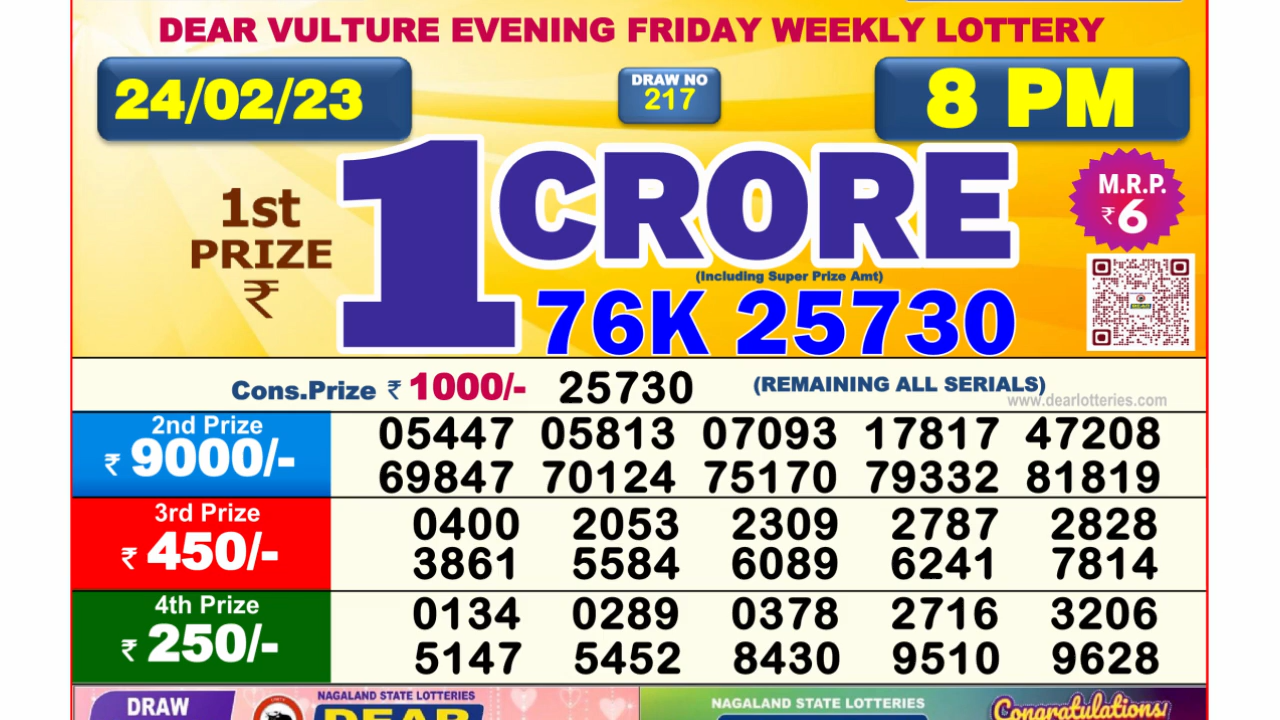 DEAR VULTURE EVENING FRIDAY WEEKLY LOTTERY
24/02/23
DRAW NO
217
8 PM
1st
PRIZE
₹
1 CRORE
(Including Super Prize Amt)
76K 25730
M.R.P.
₹ 6
Cons.Prize ₹ 1000/- 25730 (REMAINING ALL SERIALS)
www.dearlotteries.com
2nd Prize
₹ 9000/-
05447 05813 07093 17817 47208
69847 70124 75170 79332 81819
3rd Prize
₹ 450/-
0400 2053 2309 2787 2828
3861 5584 6089 6241 7814
4th Prize
₹ 250/-
0134 0289 0378 2716 3206
5147 5452 8430 9510 9628
DRAW
NAGALAND STATE LOTTERIES
DEAR
NAGALAND STATE LOTTERIES
Congratulations!